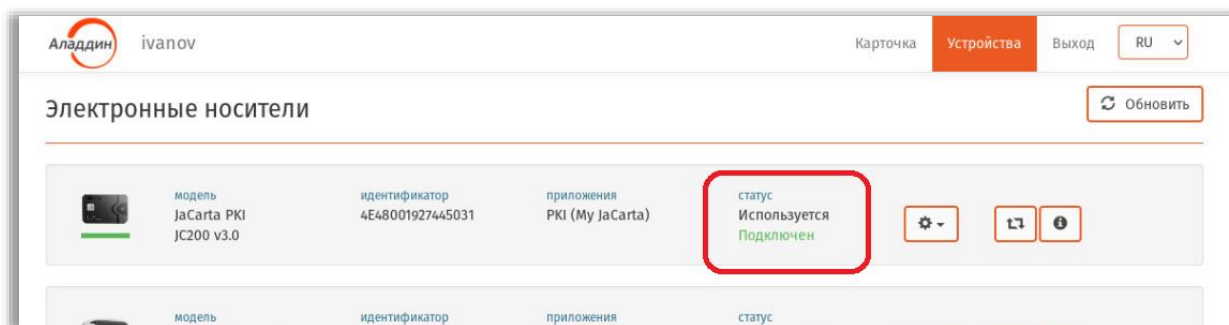 Аладдин
ivanov
Карточка
Устройства
Выход
RU
Электронные носители
Обновить
модель
JaCarta PKI
JC200 v3.0
идентификатор
4E48001927445031
приложения
PKI (My JaCarta)
статус
Используется
Подключен
модель
идентификатор
приложения
статус